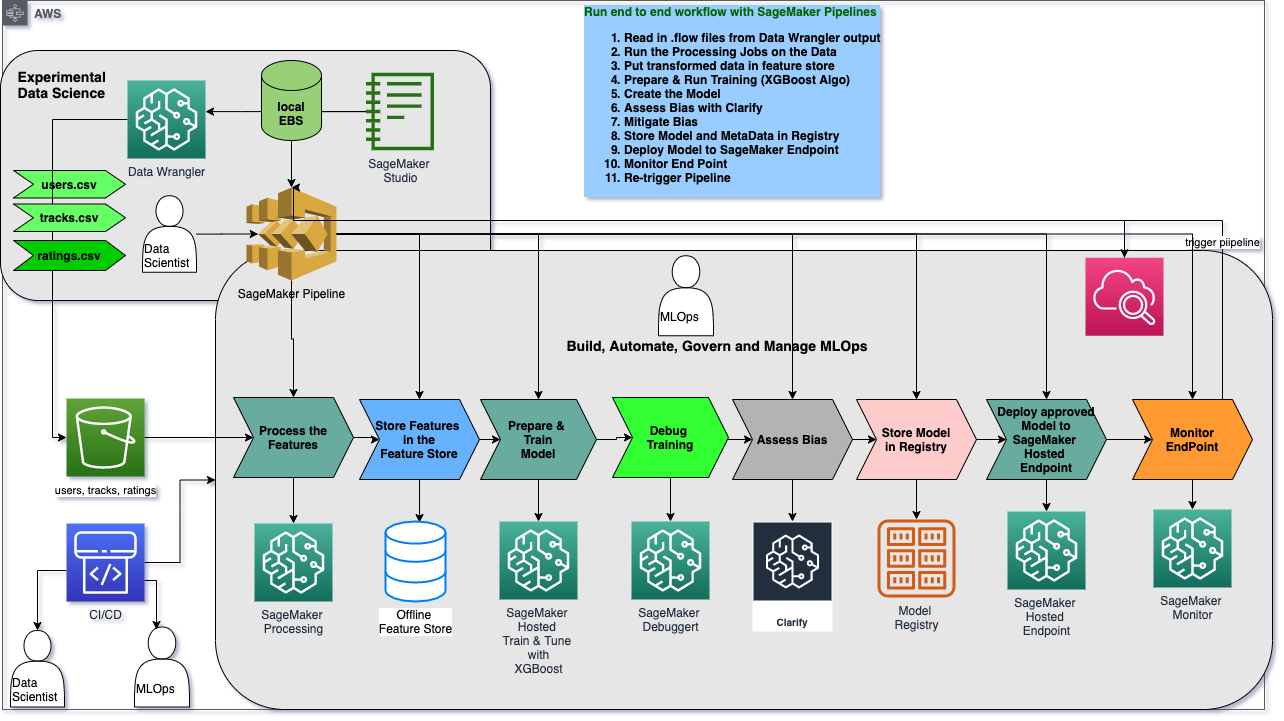 AWS
Run end to end workflow with SageMaker Pipelines
1. Read in .flow files from Data Wrangler output
2. Run the Processing Jobs on the Data
3. Put transformed data in feature store
4. Prepare & Run Training (XGBoost Algo)
5. Create the Model
6. Assess Bias with Clarify
7. Mitigate Bias
8. Store Model and MetaData in Registry
9. Deploy Model to SageMaker Endpoint
10. Monitor End Point
11. Re-trigger Pipeline
Experimental
Data Science
local
EBS
Data Wrangler
SageMaker
Studio
users.csv
tracks.csv
ratings.csv
Data
Scientist
SageMaker Pipeline
trigger piipeline
MLOps
Build, Automate, Govern and Manage MLOps
Process the
Features
Store Features
in the
Feature Store
Prepare &
Train
Model
Debug
Training
Assess Bias
Store Model
in Registry
Deploy approved
Model to
SageMaker
Hosted
Endpoint
Monitor
EndPoint
users, tracks, ratings
CI/CD
SageMaker
Processing
Offline
Feature Store
SageMaker
Hosted
Train & Tune
with
XGBoost
SageMaker
Debuggert
Clarify
Model
Registry
SageMaker
Hosted
Endpoint
SageMaker
Monitor
Data
Scientist
MLOps